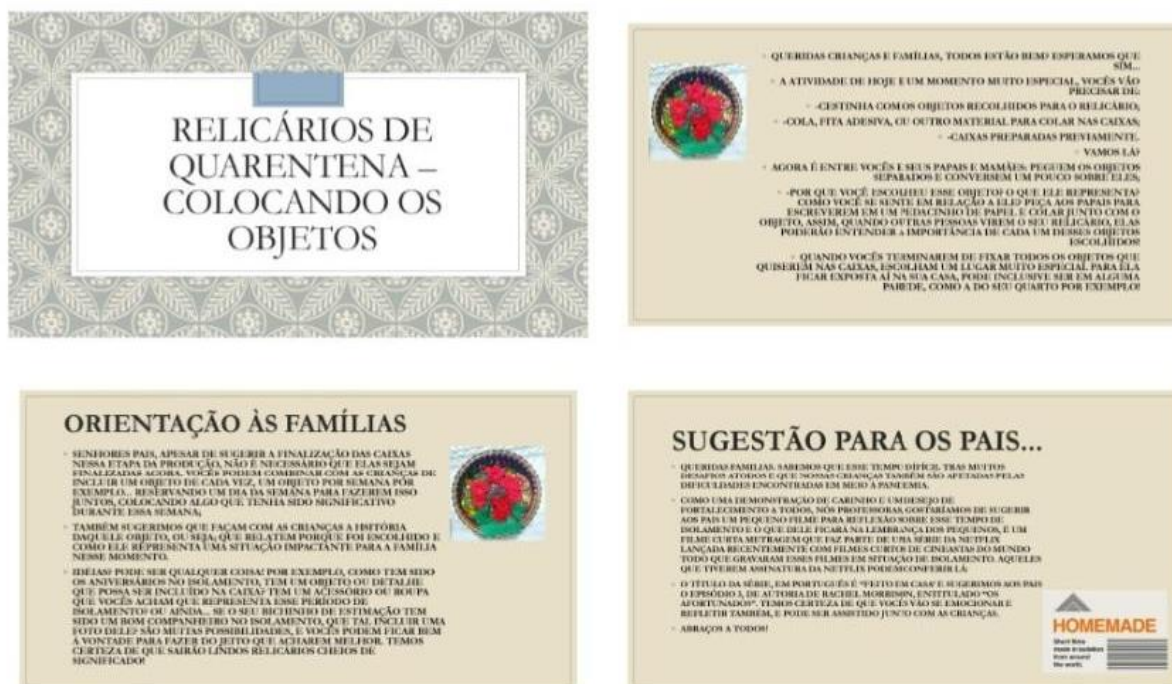 RELICÁRIOS DE
QUARENTENA –
COLOCANDO OS
OBJETOS
QUERIDAS CRIANÇAS E FAMÍLIAS, TODOS ESTÃO BEM? ESPERAMOS QUE
SIM...
A ATIVIDADE DE HOJE E UM MOMENTO MUITO ESPECIAL, VOCÊS VÃO
PRECISAR DE:
-CESTINHA COM OS OBJETOS RECOLHIDOS PARA O RELICÁRIO;
-COLA, FITA ADESIVA, OU OUTRO MATERIAL PARA COLAR NAS CAIXAS;
-CAIXAS PREPARADAS PREVIAMENTE.
VAMOS LÁ?
AGORA É ENTRE VOCÊS E SEUS PAPAIS E MAMÃES: PEGUEM OS OBJETOS
SEPARADOS E CONVERSEM UM POUCO SOBRE ELES;
-POR QUE VOCÊ ESCOLHEU ESSE OBJETO? O QUE ELE REPRESENTA?
COMO VOCÊ SE SENTE EM RELAÇÃO A ELE? PEÇA AOS PAPAIS PARA
ESCREVEREM EM UM PEDACINHO DE PAPEL E COLAR JUNTO COM O
OBJETO, ASSIM, QUANDO OUTRAS PESSOAS VIREM O SEU RELICÁRIO, ELAS
PODERÃO ENTENDER A IMPORTÂNCIA DE CADA UM DESSES OBJETOS
ESCOLHIDOS!
QUANDO VOCÊS TERMINAREM DE FIXAR TODOS OS OBJETOS QUE
QUISEREM NAS CAIXAS, ESCOLHAM UM LUGAR MUITO ESPECIAL PARA ELA
FICAR EXPOSTA AÍ NA SUA CASA, PODE INCLUSIVE SER EM ALGUMA
PAREDE, COMO A DO SEU QUARTO POR EXEMPLO!
ORIENTAÇÃO ÀS FAMÍLIAS
SENHORES PAIS, APESAR DE SUGERIR A FINALIZAÇÃO DAS CAIXAS
NESSA ETAPA DA PRODUÇÃO, NÃO É NECESSÁRIO QUE ELAS SEJAM
FINALIZADAS AGORA. VOCÊS PODEM COMBINAR COM AS CRIANÇAS DE
INCLUIR UM OBJETO DE CADA VEZ, UM OBJETO POR SEMANA POR
EXEMPLO... RESERVANDO UM DIA DA SEMANA PARA FAZEREM ISSO
JUNTOS, COLOCANDO ALGO QUE TENHA SIDO SIGNIFICATIVO
DURANTE ESSA SEMANA;
TAMBÉM SUGERIMOS QUE FAÇAM COM AS CRIANÇAS A HSITÓRIA
DAQUELE OBJETO, OU SEJA; QUE RELATEM PORQUE FOI ESCOLHIDO E
COMO ELE REPRESENTA UMA SITUAÇÃO IMPACTANTE PARA A FAMÍLIA
NESSE MOMENTO.
IDÉIAS? PODE SER QUALQUER COISA! POR EXEMPLO, COMO TEM SIDO
OS ANIVERSÁRIOS NO ISOLAMENTO, TEM UM OBJETO OU DETALHE
QUE POSSA SER INCLUÍDO NA CAIXA? TEM UM ACESSÓRIO OU ROUPA
QUE VOCÊS ACHAM QUE REPRESENTA ESSE PERÍODO DE
ISOLAMENTO? OU AINDA... SE O SEU BICHINHO DE ESTIMAÇÃO TEM
SIDO UM BOM COMPANHEIRO NO ISOLAMENTO, QUE TAL INCLUIR UMA
FOTO DELE? SÃO MUITAS POSSIBILIDADES, E VOCÊS PODEM FICAR BEM
À VONTADE PARA FAZER DO JEITO QUE ACHAREM MELHOR. TEMOS
CERTEZA DE QUE SAIRÃO LINDOS RELICÁRIOS CHEIOS DE
SIGNIFICADO!
SUGESTÃO PARA OS PAIS...
QUERIDAS FAMÍLIAS. SABEMOS QUE ESSE TEMPO DIFÍCIL TRAS MUITOS
DESAFIOS ATODOS E QUE NOSSAS CRIANÇAS TAMBÉM SÃO AFETADAS PELAS
DIFICULDADES ENCONTRADAS EM MEIO A PANDEMIA.
COMO UMA DEMONSTRAÇÃO DE CARINHO E UM DESEJO DE
FORTALECIMENTO A TODOS, NÓS PROFESSORAS, GOSTARÍAMOS DE SUGERIR
AOS PAIS UM PEQUENO FILME PARA REFLEXÃO SOBRE ESSE TEMPO DE
ISOLAMENTO E O QUE DELE FICARÁ NA LEMBRANÇA DOS PEQUENOS, E UM
FILME CURTA METRAGEM QUE FAZ PARTE DE UMA SÉRIE DA NETFLIX
LANÇADA RECENTEMENTE COM FILMES CURTOS DE CINEASTAS DO MUNDO
TODO QUE GRAVARAM ESSES FILMES EM SITUAÇÃO DE ISOLAMENTO. AQUELES
QUE TIVEREM ASSINATURA DA NETFLIX PODEM CONFERIR LÁ:
O TÍTULO DA SÉRIE, EM PORTUGUÊS É "FEITO EM CASA" E SUGERIMOS AOS PAIS
O EPISÓDIO 3, DE AUTORIA DE RACHEL MORRISON, ENTITULADO "OS
AFORTUNADOS". TEMOS CERTEZA DE QUE VOCÊS VÃO SE EMOCIONAR E
REFLETIR TAMBÉM, E PODE SER ASSISTIDO JUNTO COM AS CRIANÇAS.
ABRAÇOS A TODOS!
HOMEMADE
Short films
made in isolation
from around
the world.